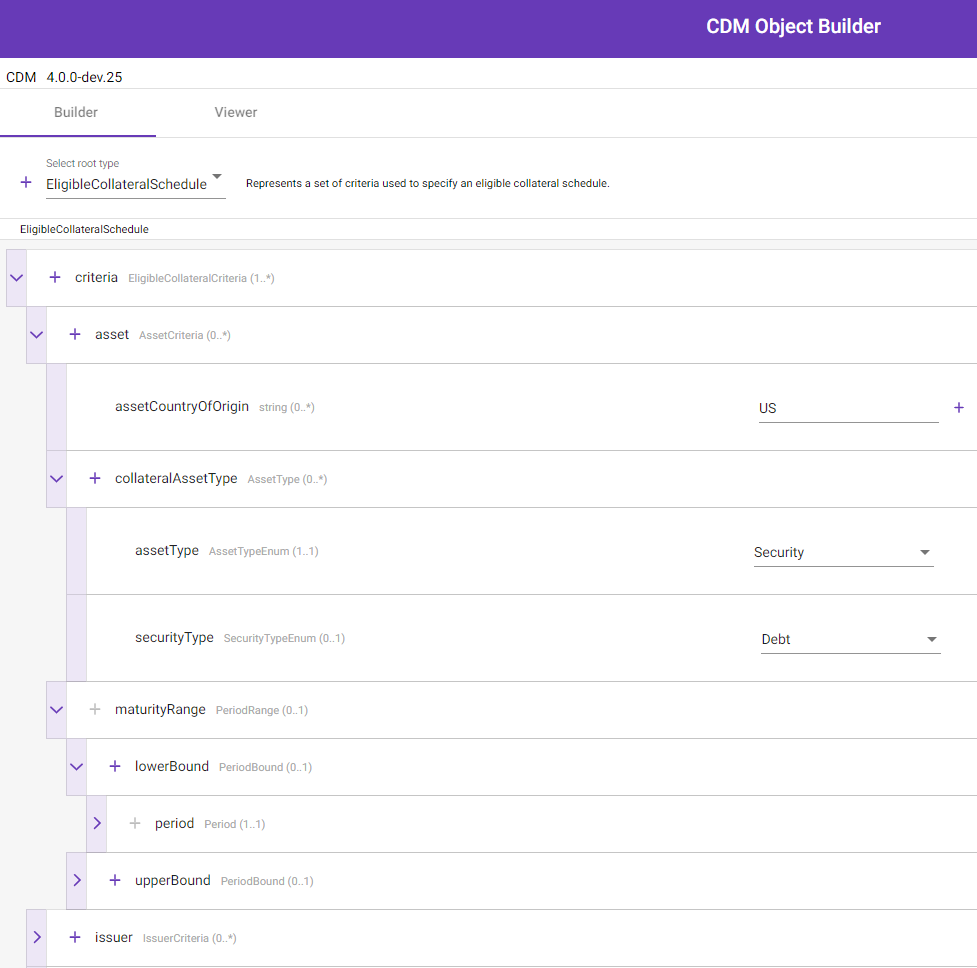 CDM Object Builder
CDM 4.0.0-dev.25
Builder Viewer
Select root type
EligibleCollateralSchedule Represents a set of criteria used to specify an eligible collateral schedule.
EligibleCollateralSchedule
+ criteria EligibleCollateralCriteria (1..*)
+ asset AssetCriteria (0..*)
assetCountryOfOrigin string (0..*) US +
+ collateralAssetType AssetType (0..*)
assetType AssetTypeEnum (1..1) Security
securityType SecurityTypeEnum (0..1) Debt
+ maturityRange PeriodRange (0..1)
+ lowerBound PeriodBound (0..1)
+ period Period (1..1)
+ upperBound PeriodBound (0..1)
+ issuer IssuerCriteria (0..*)